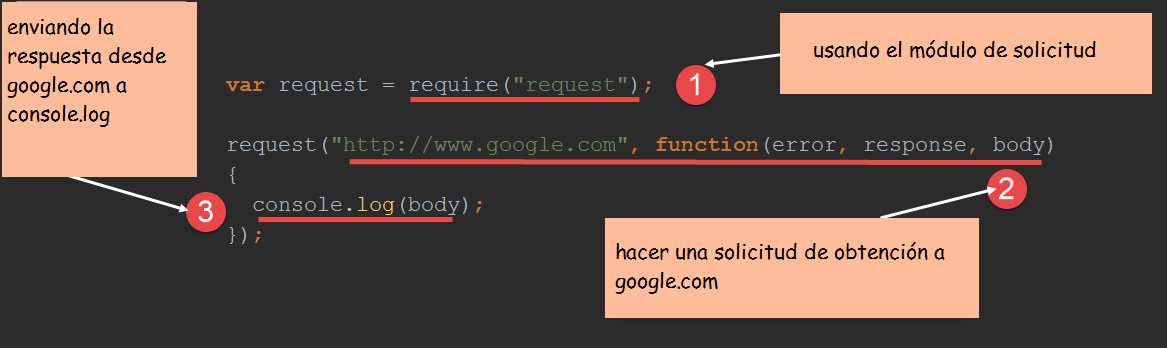 enviando la
respuesta desde
google.com a
console.log
usando el módulo de solicitud
1
var request = require("request");
request("http://www.google.com", function(error, response, body)
2
{
3
console.log(body);
});
hacer una solicitud de obtención a
google.com